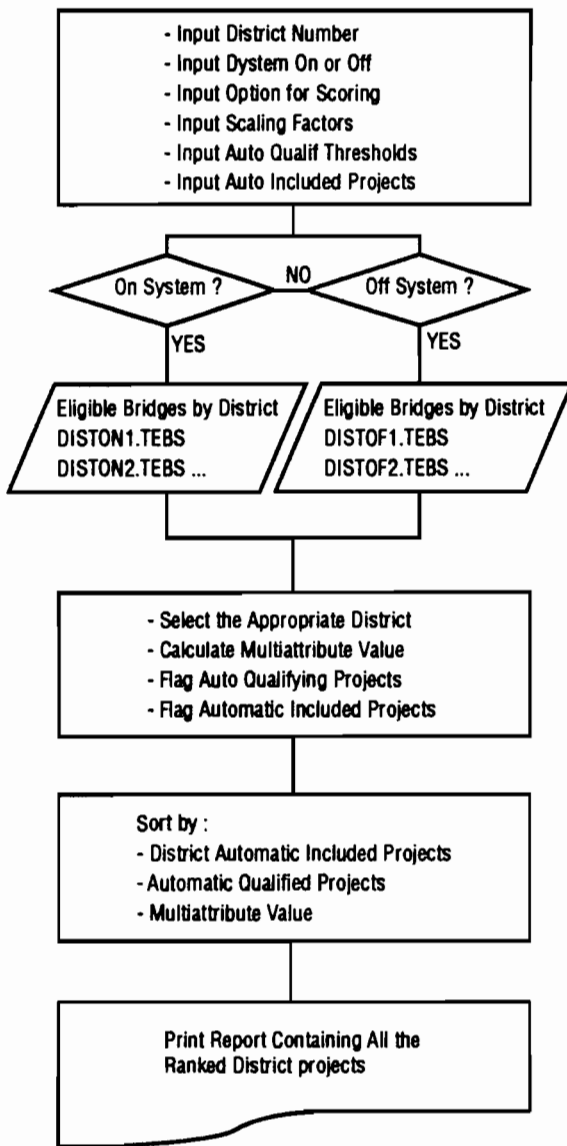 - Input District Number
- Input Dystem On or Off
- Input Option for Scoring
- Input Scaling Factors
- Input Auto Qualif Thresholds
- Input Auto Included Projects
On System ?
NO
Off System ?
YES
YES
Eligible Bridges by District
DISTON1.TEBS
DISTON2.TEBS ...
Eligible Bridges by District
DISTOF1.TEBS
DISTOF2.TEBS ...
- Select the Appropriate District
- Calculate Multiattribute Value
- Flag Auto Qualifying Projects
- Flag Automatic Included Projects
Sort by :
- District Automatic Included Projects
- Automatic Qualified Projects
- Multiattribute Value
Print Report Containing All the
Ranked District projects